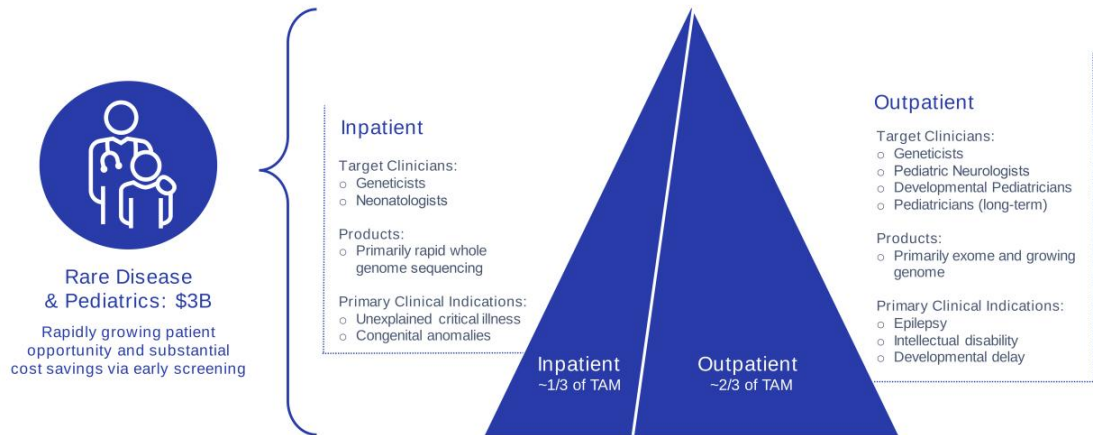 Rare Disease
& Pediatrics: $3B
Rapidly growing patient
opportunity and substantial
cost savings via early screening
Inpatient
Target Clinicians:
○ Geneticists
○ Neonatologists
Products:
○ Primarily rapid whole
genome sequencing
Primary Clinical Indications:
○ Unexplained critical illness
○ Congenital anomalies
Inpatient
~1/3 of TAM
Outpatient
~2/3 of TAM
Outpatient
Target Clinicians:
○ Geneticists
○ Pediatric Neurologists
○ Developmental Pediatricians
○ Pediatricians (long-term)
Products:
○ Primarily exome and growing
genome
Primary Clinical Indications:
○ Epilepsy
○ Intellectual disability
○ Developmental delay